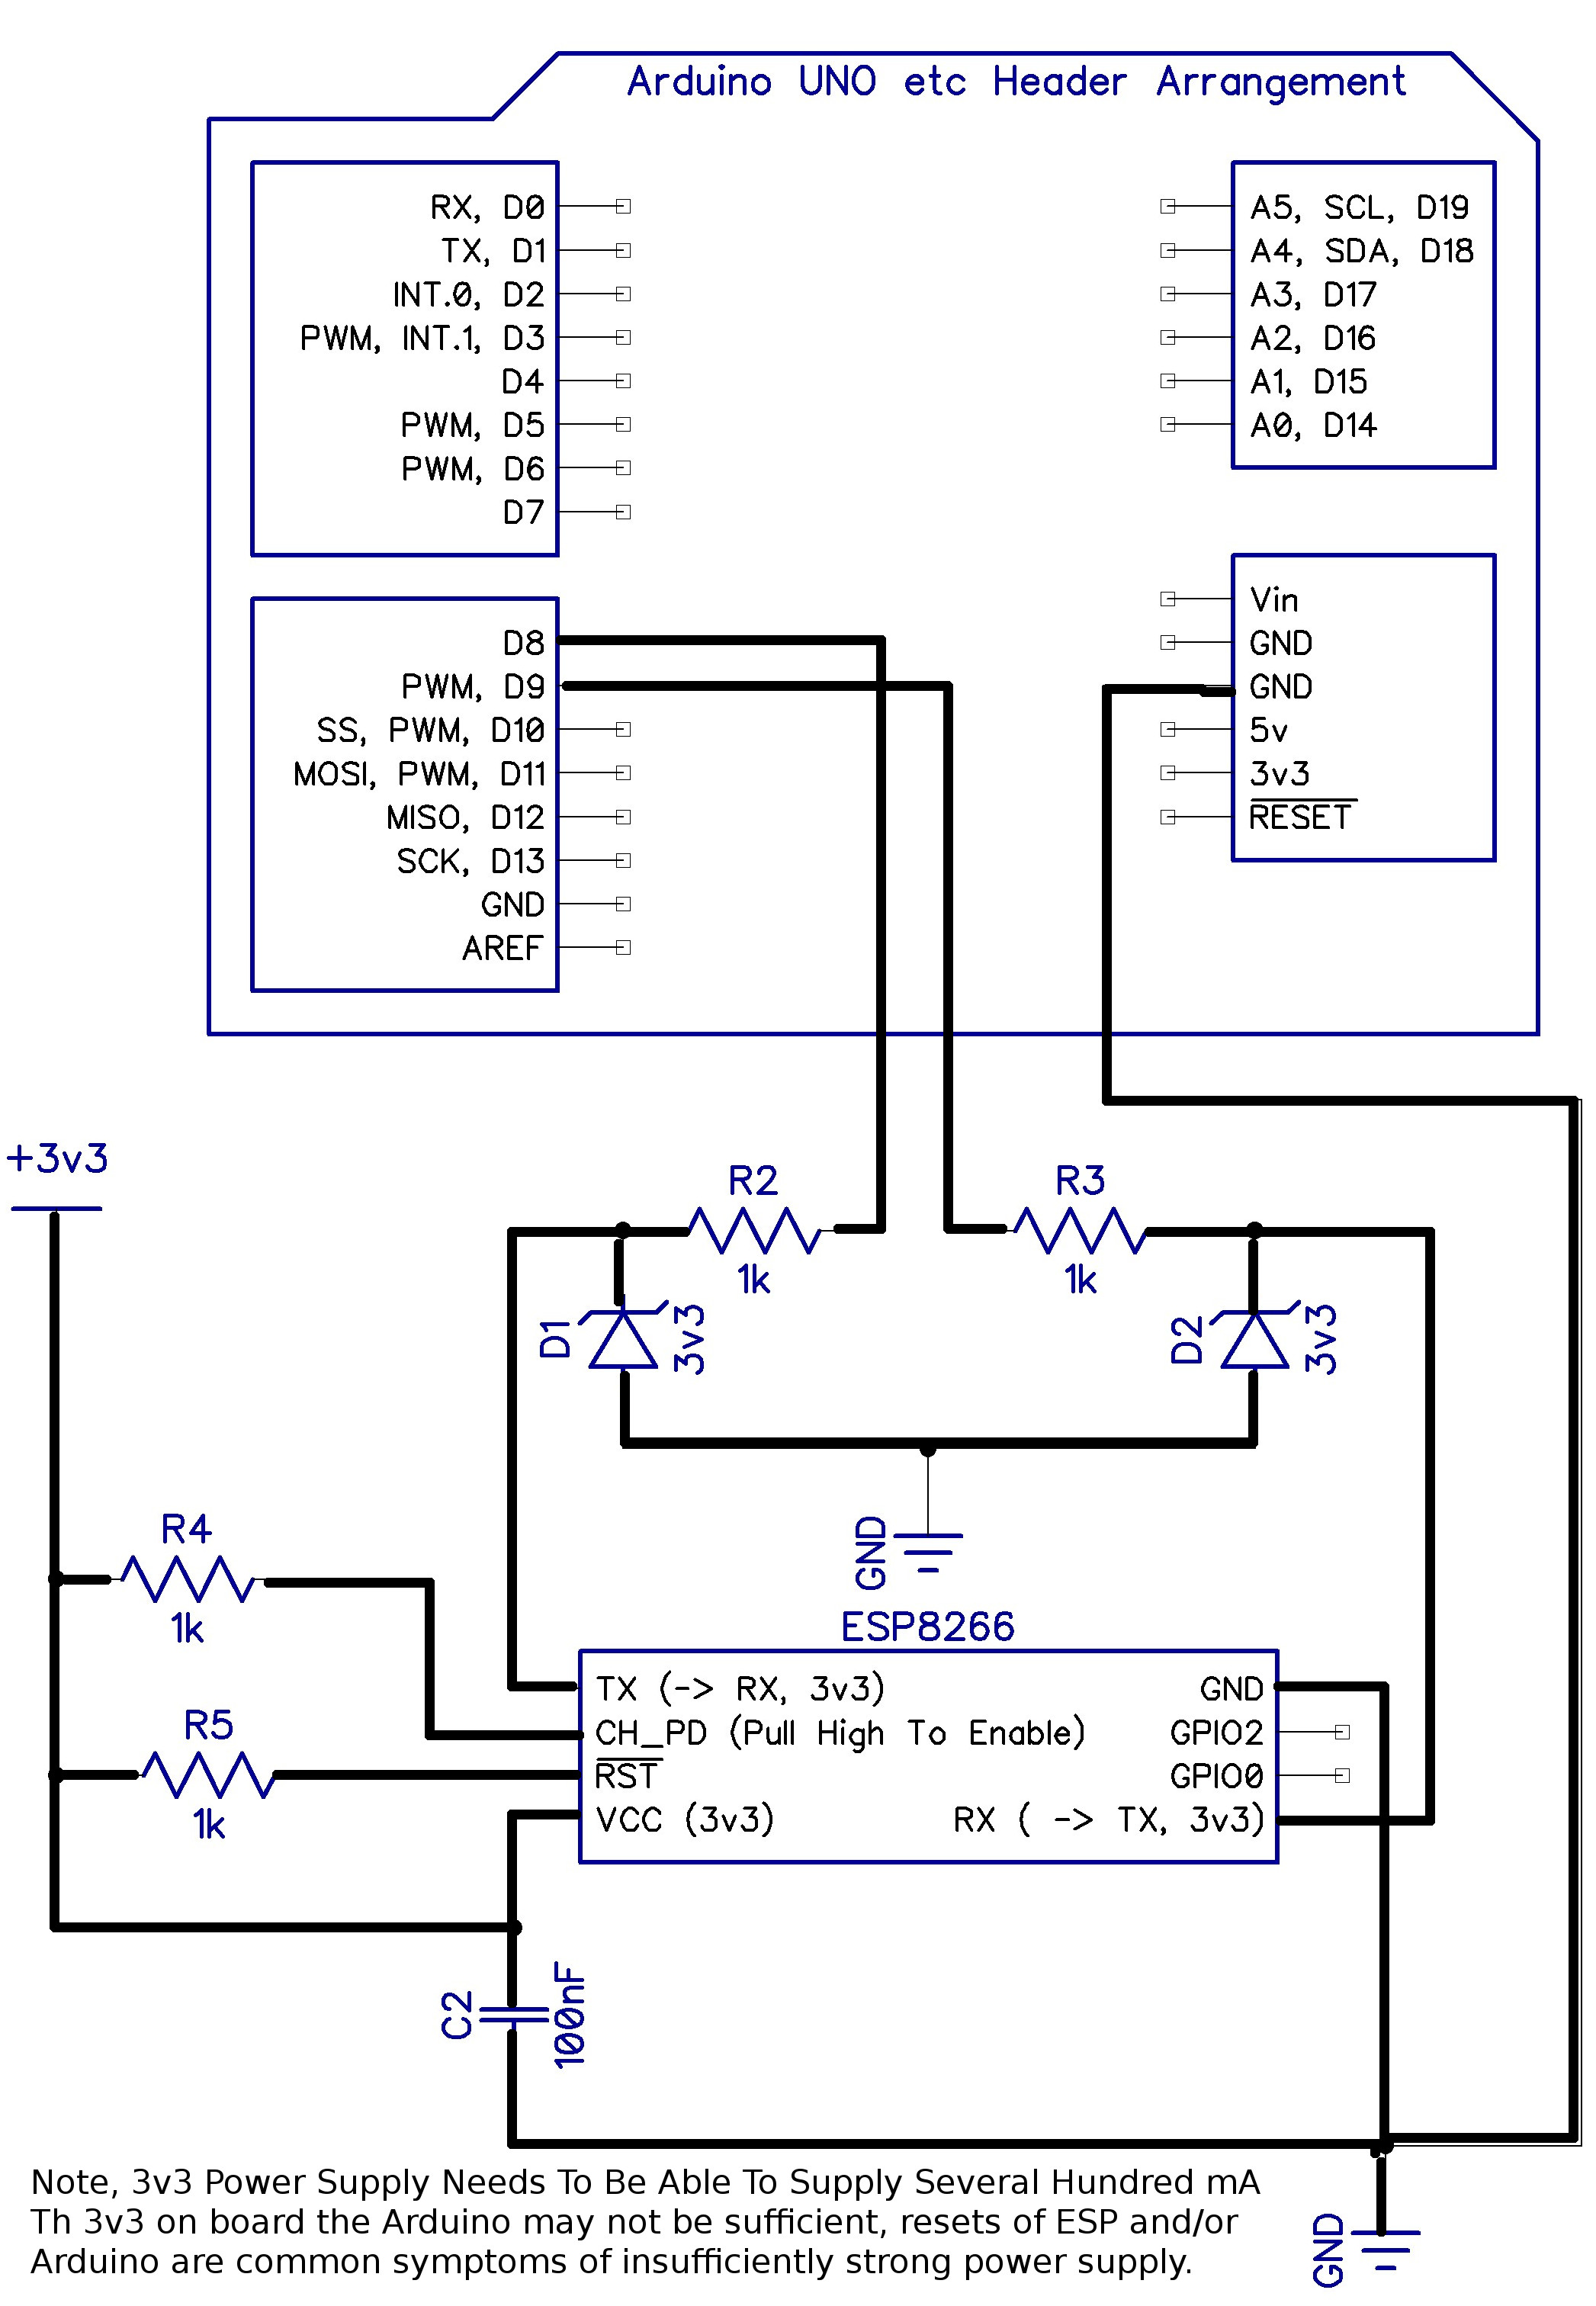 Arduino UNO etc Header Arrangement
RX, D0
TX, D1
INT.0, D2
PWM, INT.1, D3
D4
PWM, D5
PWM, D6
D7
A5, SCL, D19
A4, SDA, D18
A3, D17
A2, D16
A1, D15
A0, D14
D8
PWM, D9
SS, PWM, D10
MOSI, PWM, D11
MISO, D12
SCK, D13
GND
AREF
Vin
GND
GND
5v
3v3
RESET
+3v3
R2
1k
R3
1k
D1
3v3
D2
3v3
GND
R4
1k
R5
1k
ESP8266
TX (-> RX, 3v3)
CH_PD (Pull High To Enable)
RST
VCC (3v3)
GND
GPIO2
GPIO0
RX ( -> TX, 3v3)
C2
100nF
Note, 3v3 Power Supply Needs To Be Able To Supply Several Hundred mA
Th 3v3 on board the Arduino may not be sufficient, resets of ESP and/or
Arduino are common symptoms of insufficiently strong power supply.
GND